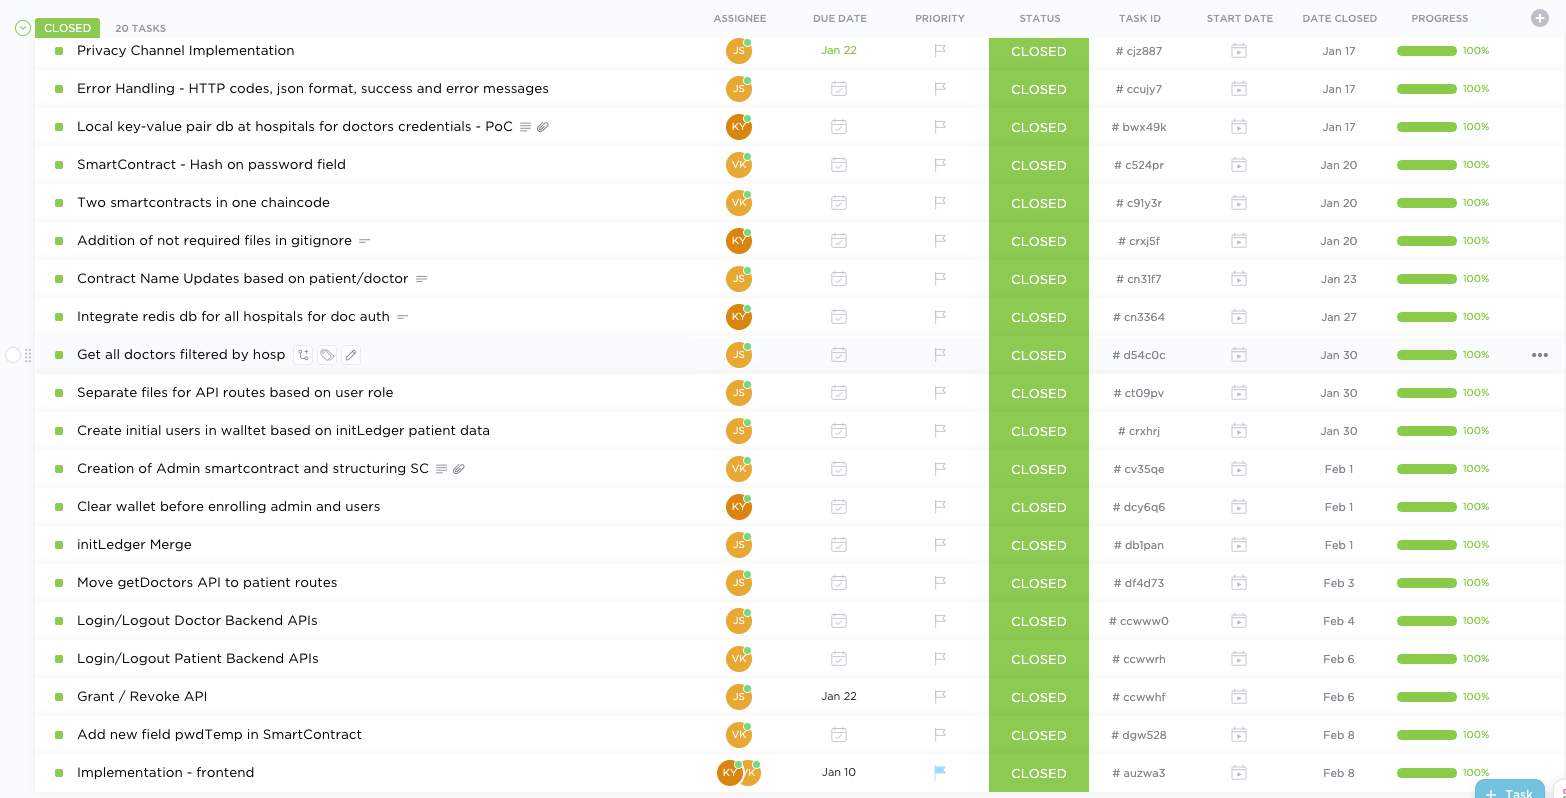 CLOSED 20 TASKS ASSIGNEE DUE DATE PRIORITY STATUS TASK ID START DATE DATE CLOSED PROGRESS
Privacy Channel Implementation JS Jan 22 CLOSED # cjz887 Jan 17 100%
Error Handling - HTTP codes, json format, success and error messages JS CLOSED # ccujy7 Jan 17 100%
Local key-value pair db at hospitals for doctors credentials - PoC KY CLOSED # bwx49k Jan 17 100%
SmartContract - Hash on password field VK CLOSED # c524pr Jan 20 100%
Two smartcontracts in one chaincode VK CLOSED # c91y3r Jan 20 100%
Addition of not required files in gitignore KY CLOSED # crxj5f Jan 20 100%
Contract Name Updates based on patient/doctor JS CLOSED # cn31f7 Jan 23 100%
Integrate redis db for all hospitals for doc auth KY CLOSED # cn3364 Jan 27 100%
Get all doctors filtered by hosp JS CLOSED # d54c0c Jan 30 100%
Separate files for API routes based on user role JS CLOSED # ct09pv Jan 30 100%
Create initial users in walltet based on initLedger patient data JS CLOSED # crxhrj Jan 30 100%
Creation of Admin smartcontract and structuring SC VK CLOSED # cv35qe Feb 1 100%
Clear wallet before enrolling admin and users KY CLOSED # dcy6q6 Feb 1 100%
initLedger Merge JS CLOSED # db1pan Feb 1 100%
Move getDoctors API to patient routes JS CLOSED # df4d73 Feb 3 100%
Login/Logout Doctor Backend APIs JS CLOSED # ccwww0 Feb 4 100%
Login/Logout Patient Backend APIs VK CLOSED # ccwwrh Feb 6 100%
Grant / Revoke API JS Jan 22 CLOSED # ccwwhf Feb 6 100%
Add new field pwdTemp in SmartContract VK CLOSED # dgw528 Feb 8 100%
Implementation - frontend KY VK Jan 10 CLOSED # auzwa3 Feb 8 100%
+ Task